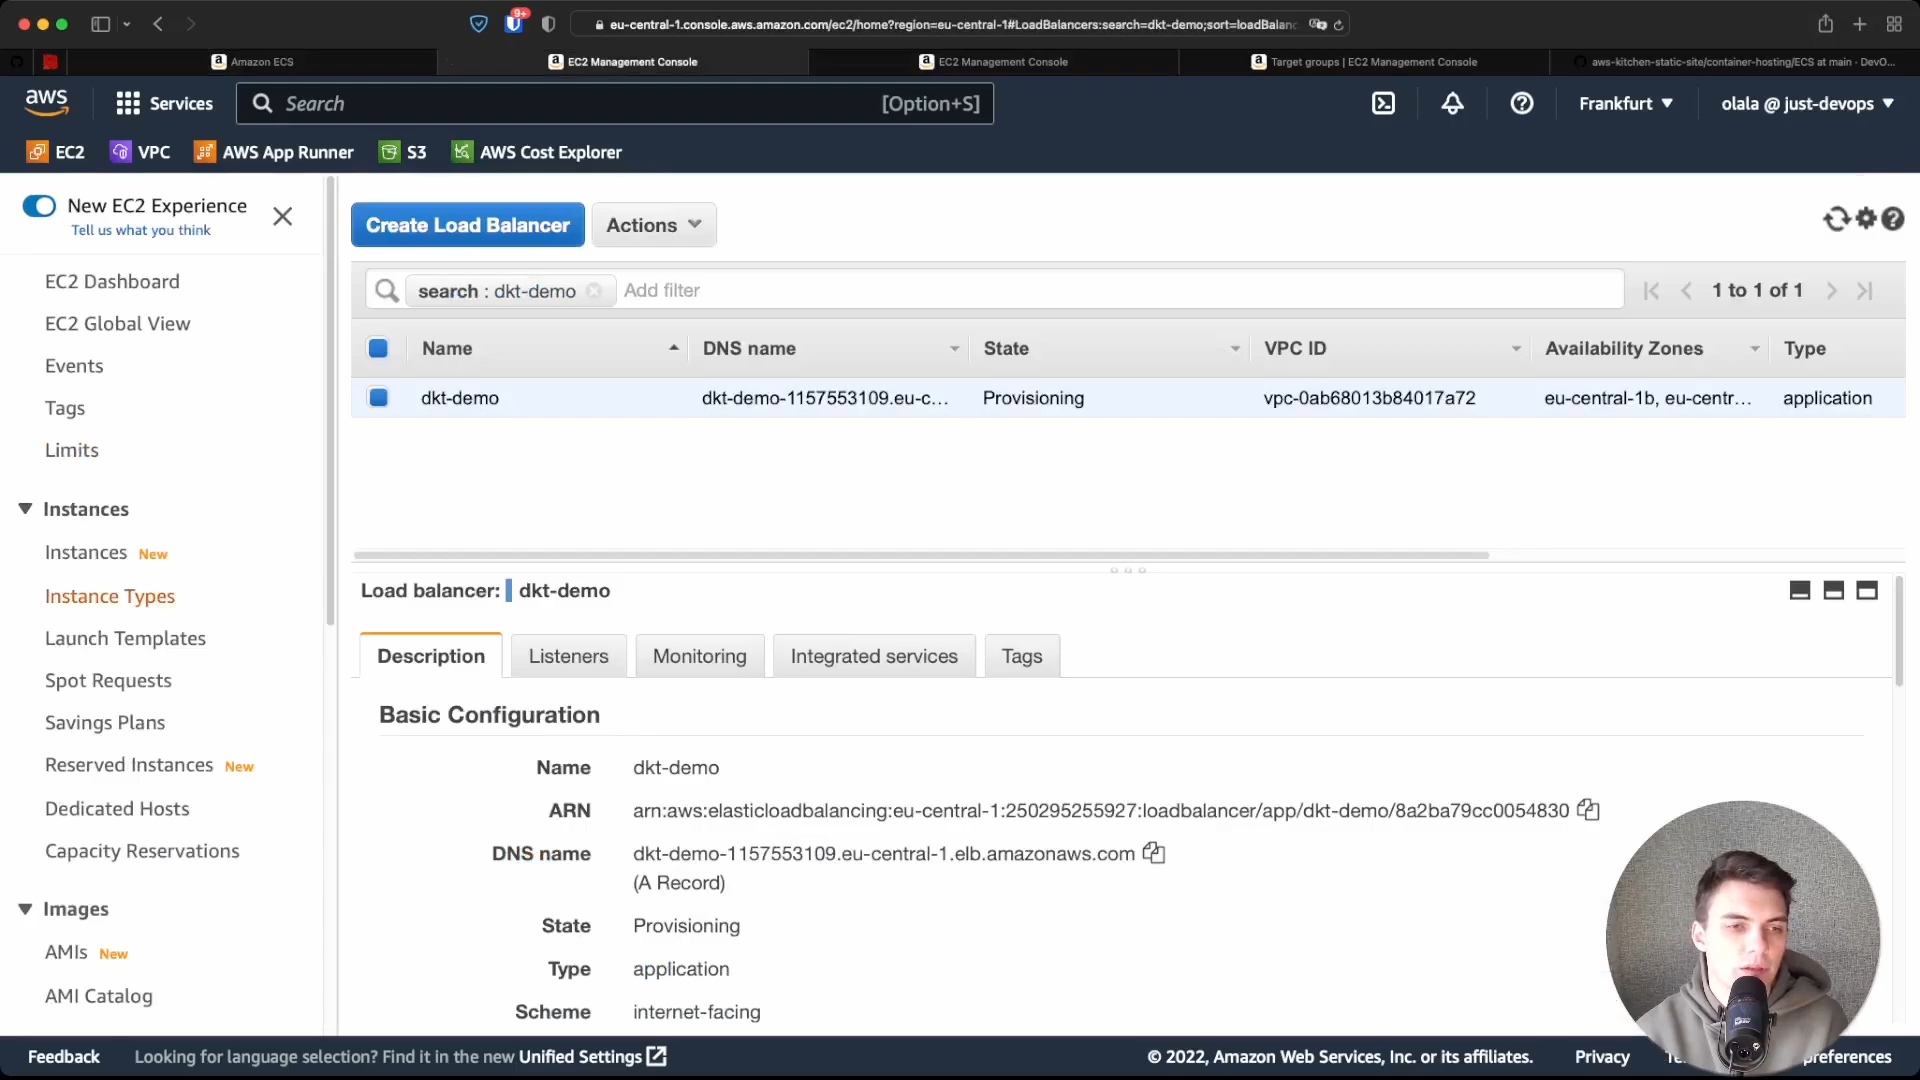 9+
eu-central-1.console.aws.amazon.com/ec2/home?region=eu-central-1#LoadBalancers:search=dkt-demo;sort=loadBalanc
Amazon ECS
EC2 Management Console
EC2 Management Console
Target groups | EC2 Management Console
aws-kitchen-static-site/container-hosting/ECS at main · DevO...
aws
Services
Search
[Option+S]
Frankfurt
olala @ just-devops
EC2
VPC
AWS App Runner
S3
AWS Cost Explorer
New EC2 Experience
Tell us what you think
EC2 Dashboard
EC2 Global View
Events
Tags
Limits
Instances
Instances New
Instance Types
Launch Templates
Spot Requests
Savings Plans
Reserved Instances New
Dedicated Hosts
Capacity Reservations
Images
AMIs New
AMI Catalog
Create Load Balancer
Actions
search : dkt-demo
Add filter
1 to 1 of 1
Name
DNS name
State
VPC ID
Availability Zones
Type
dkt-demo
dkt-demo-1157553109.eu-c...
Provisioning
vpc-0ab68013b84017a72
eu-central-1b, eu-centr...
application
Load balancer: dkt-demo
Description
Listeners
Monitoring
Integrated services
Tags
Basic Configuration
Name dkt-demo
ARN arn:aws:elasticloadbalancing:eu-central-1:250295255927:loadbalancer/app/dkt-demo/8a2ba79cc0054830
DNS name dkt-demo-1157553109.eu-central-1.elb.amazonaws.com
(A Record)
State Provisioning
Type application
Scheme internet-facing
Feedback
Looking for language selection? Find it in the new Unified Settings
© 2022, Amazon Web Services, Inc. or its affiliates.
Privacy
preferences